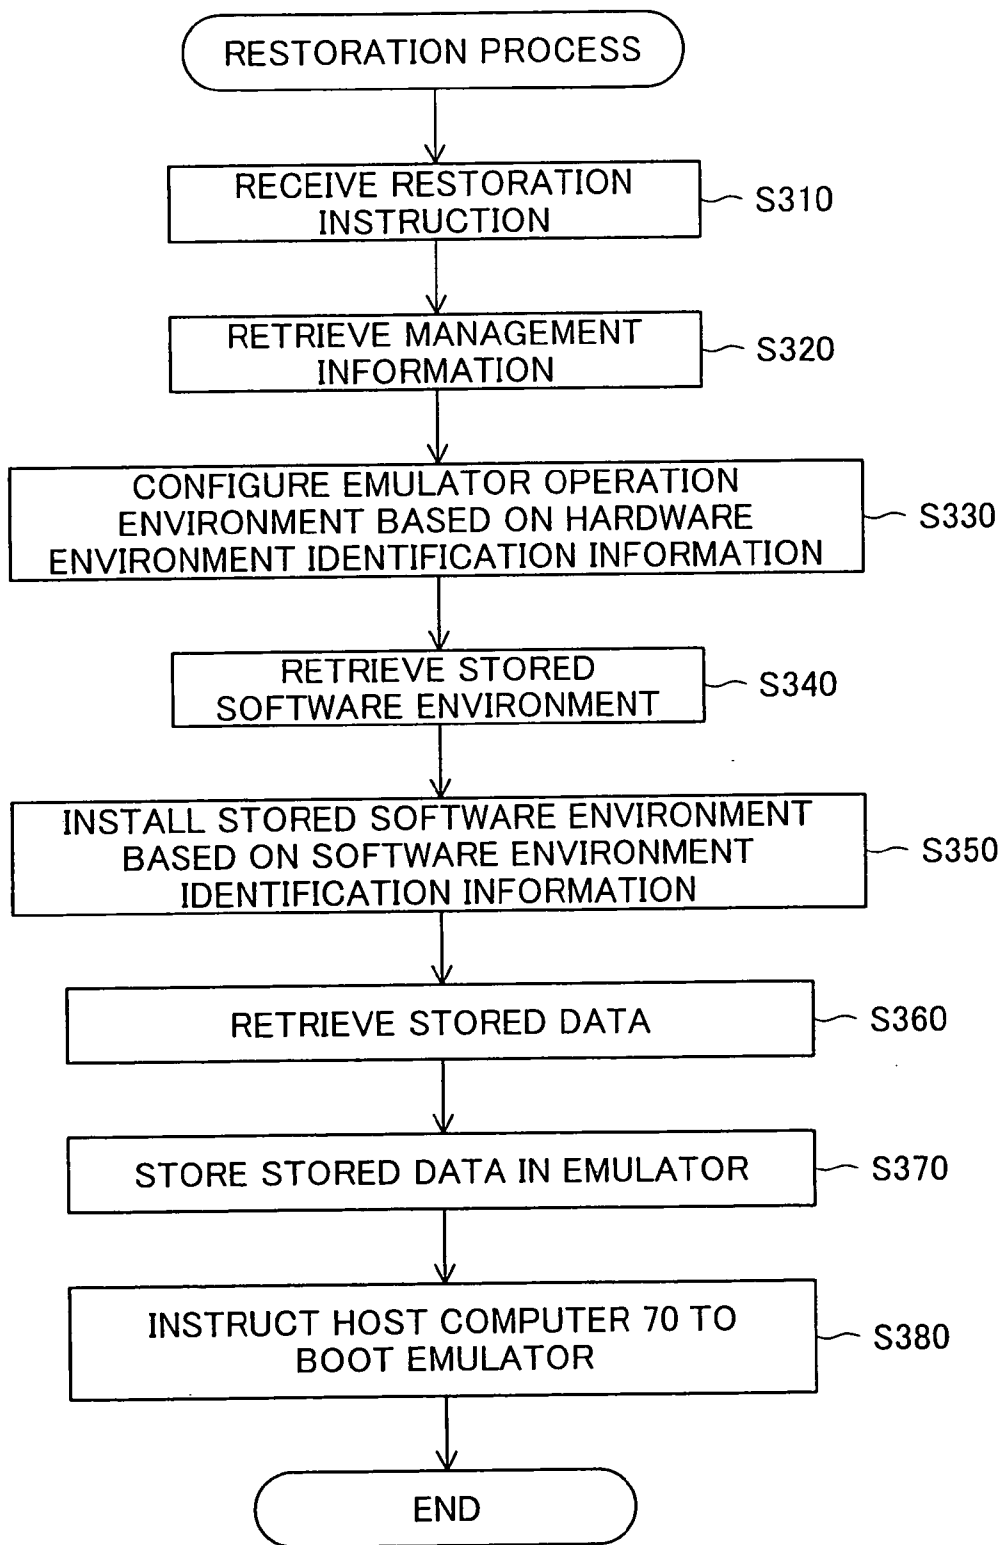 RESTORATION PROCESS
RECEIVE RESTORATION
INSTRUCTION
S310
RETRIEVE MANAGEMENT
INFORMATION
S320
CONFIGURE EMULATOR OPERATION
ENVIRONMENT BASED ON HARDWARE
ENVIRONMENT IDENTIFICATION INFORMATION
S330
RETRIEVE STORED
SOFTWARE ENVIRONMENT
S340
INSTALL STORED SOFTWARE ENVIRONMENT
BASED ON SOFTWARE ENVIRONMENT
IDENTIFICATION INFORMATION
S350
RETRIEVE STORED DATA
S360
STORE STORED DATA IN EMULATOR
S370
INSTRUCT HOST COMPUTER 70 TO
BOOT EMULATOR
S380
END